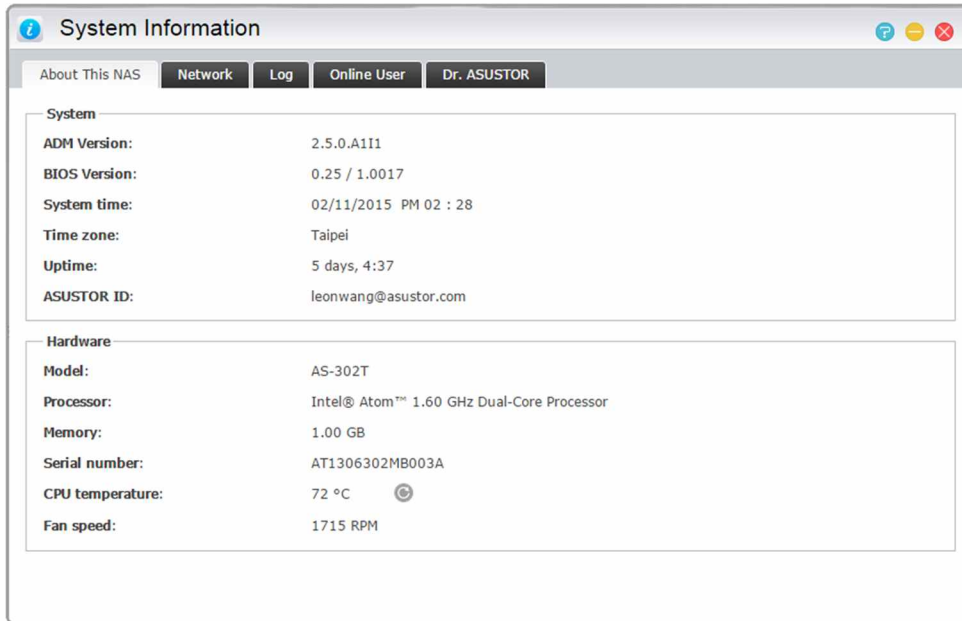 System Information
About This NAS Network Log Online User Dr. ASUSTOR
System
ADM Version: 2.5.0.A1I1
BIOS Version: 0.25 / 1.0017
System time: 02/11/2015 PM 02 : 28
Time zone: Taipei
Uptime: 5 days, 4:37
ASUSTOR ID: leonwang@asustor.com
Hardware
Model: AS-302T
Processor: Intel® Atom™ 1.60 GHz Dual-Core Processor
Memory: 1.00 GB
Serial number: AT1306302MB003A
CPU temperature: 72 °C
Fan speed: 1715 RPM